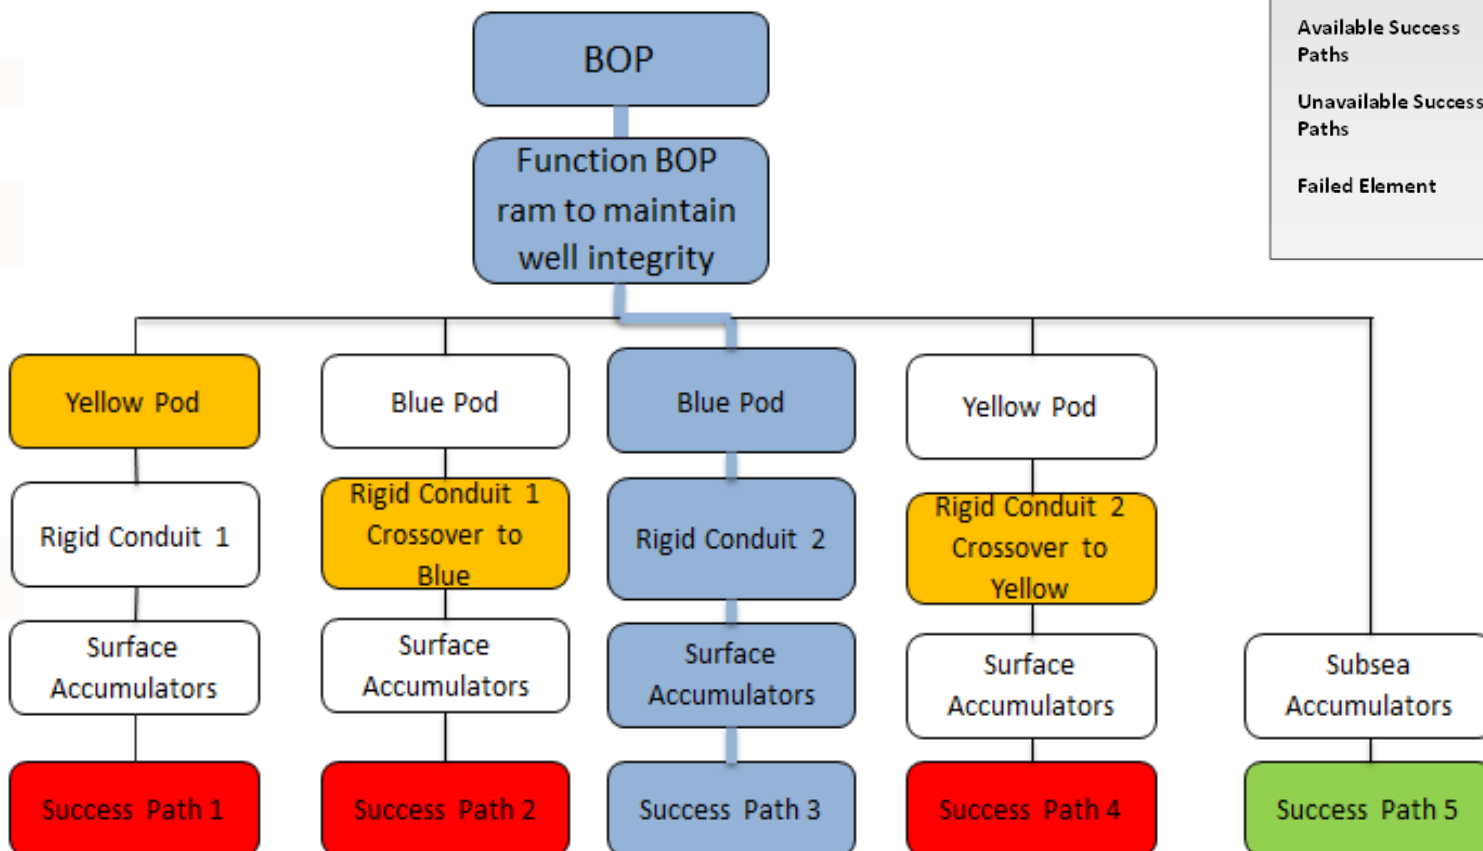 Available Success
Paths
Unavailable Success
Paths
Failed Element
BOP
Function BOP
ram to maintain
well integrity
Yellow Pod
Rigid Conduit 1
Surface
Accumulators
Success Path 1
Blue Pod
Rigid Conduit 1
Crossover to
Blue
Surface
Accumulators
Success Path 2
Blue Pod
Rigid Conduit 2
Surface
Accumulators
Success Path 3
Yellow Pod
Rigid Conduit 2
Crossover to
Yellow
Surface
Accumulators
Success Path 4
Subsea
Accumulators
Success Path 5